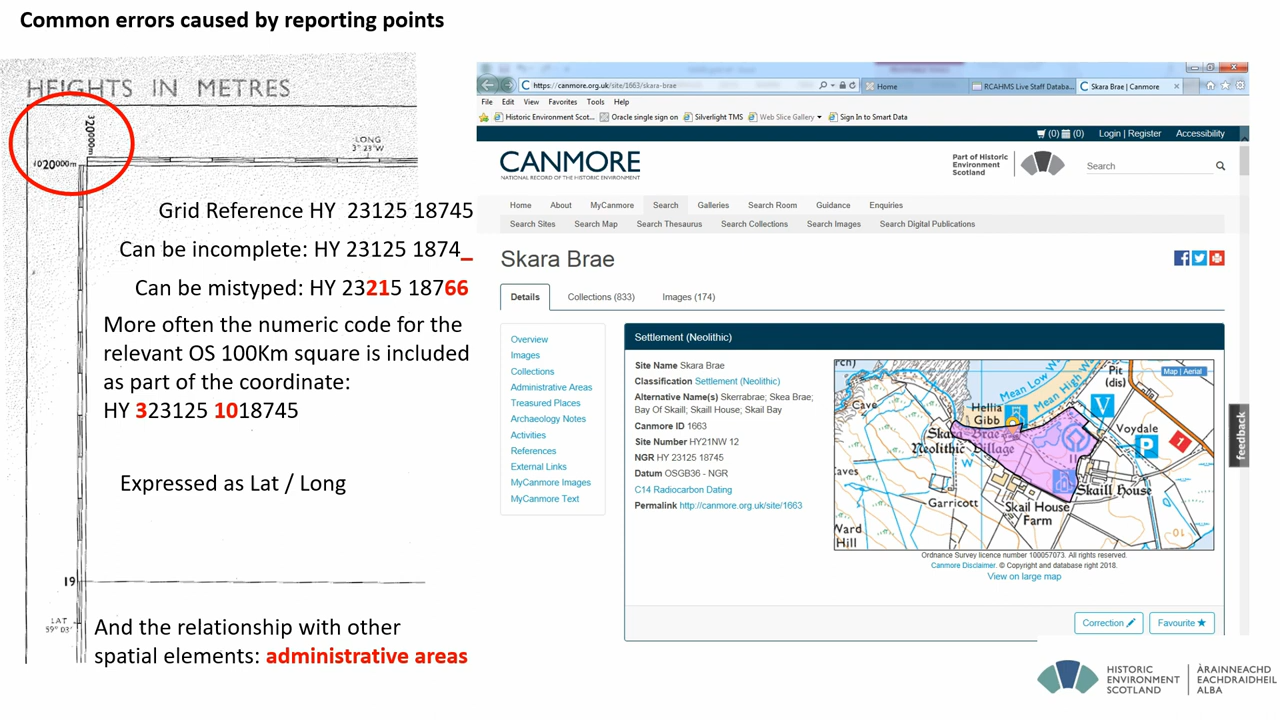 Common errors caused by reporting points
HEIGHTS IN METRES
320000m
1020000m
LONG
3° 23'W
Grid Reference HY 23125 18745
Can be incomplete: HY 23125 1874_
Can be mistyped: HY 23215 18766
More often the numeric code for the
relevant OS 100Km square is included
as part of the coordinate:
HY 323125 1018745
Expressed as Lat / Long
19
LAT
59° 03'
And the relationship with other
spatial elements: administrative areas
https://canmore.org.uk/site/1663/skara-brae
Home
RCAHMS Live Staff Databa...
Skara Brae | Canmore
File Edit View Favorites Tools Help
Historic Environment Scot...
Oracle single sign on
Silverlight TMS
Web Slice Gallery
Sign In to Smart Data
(0) (0) Login | Register Accessibility
CANMORE
NATIONAL RECORD OF THE HISTORIC ENVIRONMENT
Part of Historic
Environment
Scotland
Search
Home About MyCanmore Search Galleries Search Room Guidance Enquiries
Search Sites Search Map Search Thesaurus Search Collections Search Images Search Digital Publications
Skara Brae
Details Collections (833) Images (174)
Overview
Images
Collections
Administrative Areas
Treasured Places
Archaeology Notes
Activities
References
External Links
MyCanmore Images
MyCanmore Text
Settlement (Neolithic)
Site Name Skara Brae
Classification Settlement (Neolithic)
Alternative Name(s) Skerrabrae; Skea Brae;
Bay Of Skaill; Skaill House; Skail Bay
Canmore ID 1663
Site Number HY21NW 12
NGR HY 23125 18745
Datum OSGB36 - NGR
C14 Radiocarbon Dating
Permalink http://canmore.org.uk/site/1663
Map | Aerial
rch)
Cave
Mean Low W
Mean High W
Pit
(dis)
Hellia
Gibb
V
Voydale
P
1
Skara Brae
Neolithic Village
W
aves
Garricott
Skaill House
Skail House
Farm
Ward
Hill
10
Ordnance Survey licence number 100057073. All rights reserved.
Canmore Disclaimer. © Copyright and database right 2018.
View on large map
Correction
Favourite
feedback
HISTORIC
ENVIRONMENT
SCOTLAND
ÀRAINNEACHD
EACHDRAIDHEIL
ALBA